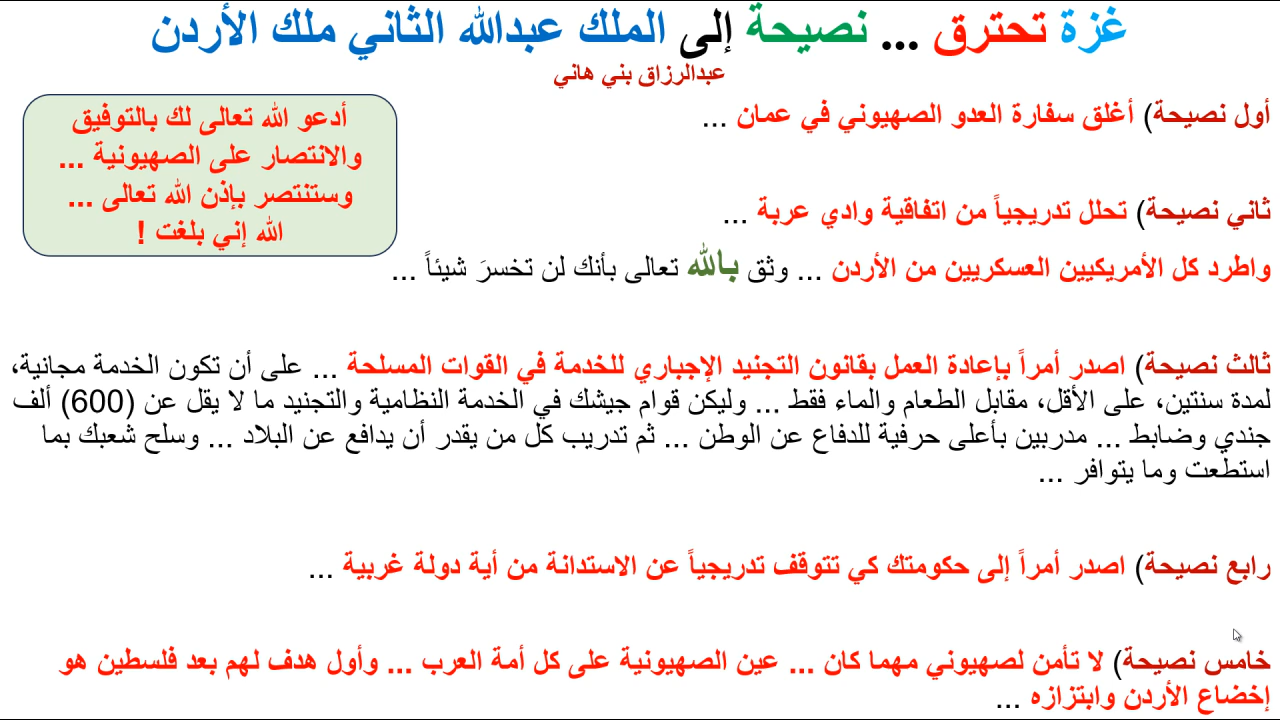 غزة تحترق ... نصيحة إلى الملك عبدالله الثاني ملك الأردن
عبدالرزاق بني هاني
أول نصيحة) أغلق سفارة العدو الصهيوني في عمان ...
أدعو الله تعالى لك بالتوفيق
والانتصار على الصهيونية ...
وستنتصر بإذن الله تعالى ...
الله إني بلغت !
ثاني نصيحة) تحلل تدريجياً من اتفاقية وادي عربة ...
واطرد كل الأمريكيين العسكريين من الأردن ... وثق بالله تعالى بأنك لن تخسرَ شيئاً ...
ثالث نصيحة) اصدر أمراً بإعادة العمل بقانون التجنيد الإجباري للخدمة في القوات المسلحة ... على أن تكون الخدمة مجانية،
لمدة سنتين، على الأقل، مقابل الطعام والماء فقط ... وليكن قوام جيشك في الخدمة النظامية والتجنيد ما لا يقل عن (600) ألف
جندي وضابط ... مدربين بأعلى حرفية للدفاع عن الوطن ... ثم تدريب كل من يقدر أن يدافع عن البلاد ... وسلح شعبك بما
استطعت وما يتوافر ...
رابع نصيحة) اصدر أمراً إلى حكومتك كي تتوقف تدريجياً عن الاستدانة من أية دولة غربية ...
خامس نصيحة) لا تأمن لصهيوني مهما كان ... عين الصهيونية على كل أمة العرب ... وأول هدف لهم بعد فلسطين هو
إخضاع الأردن وابتزازه ...